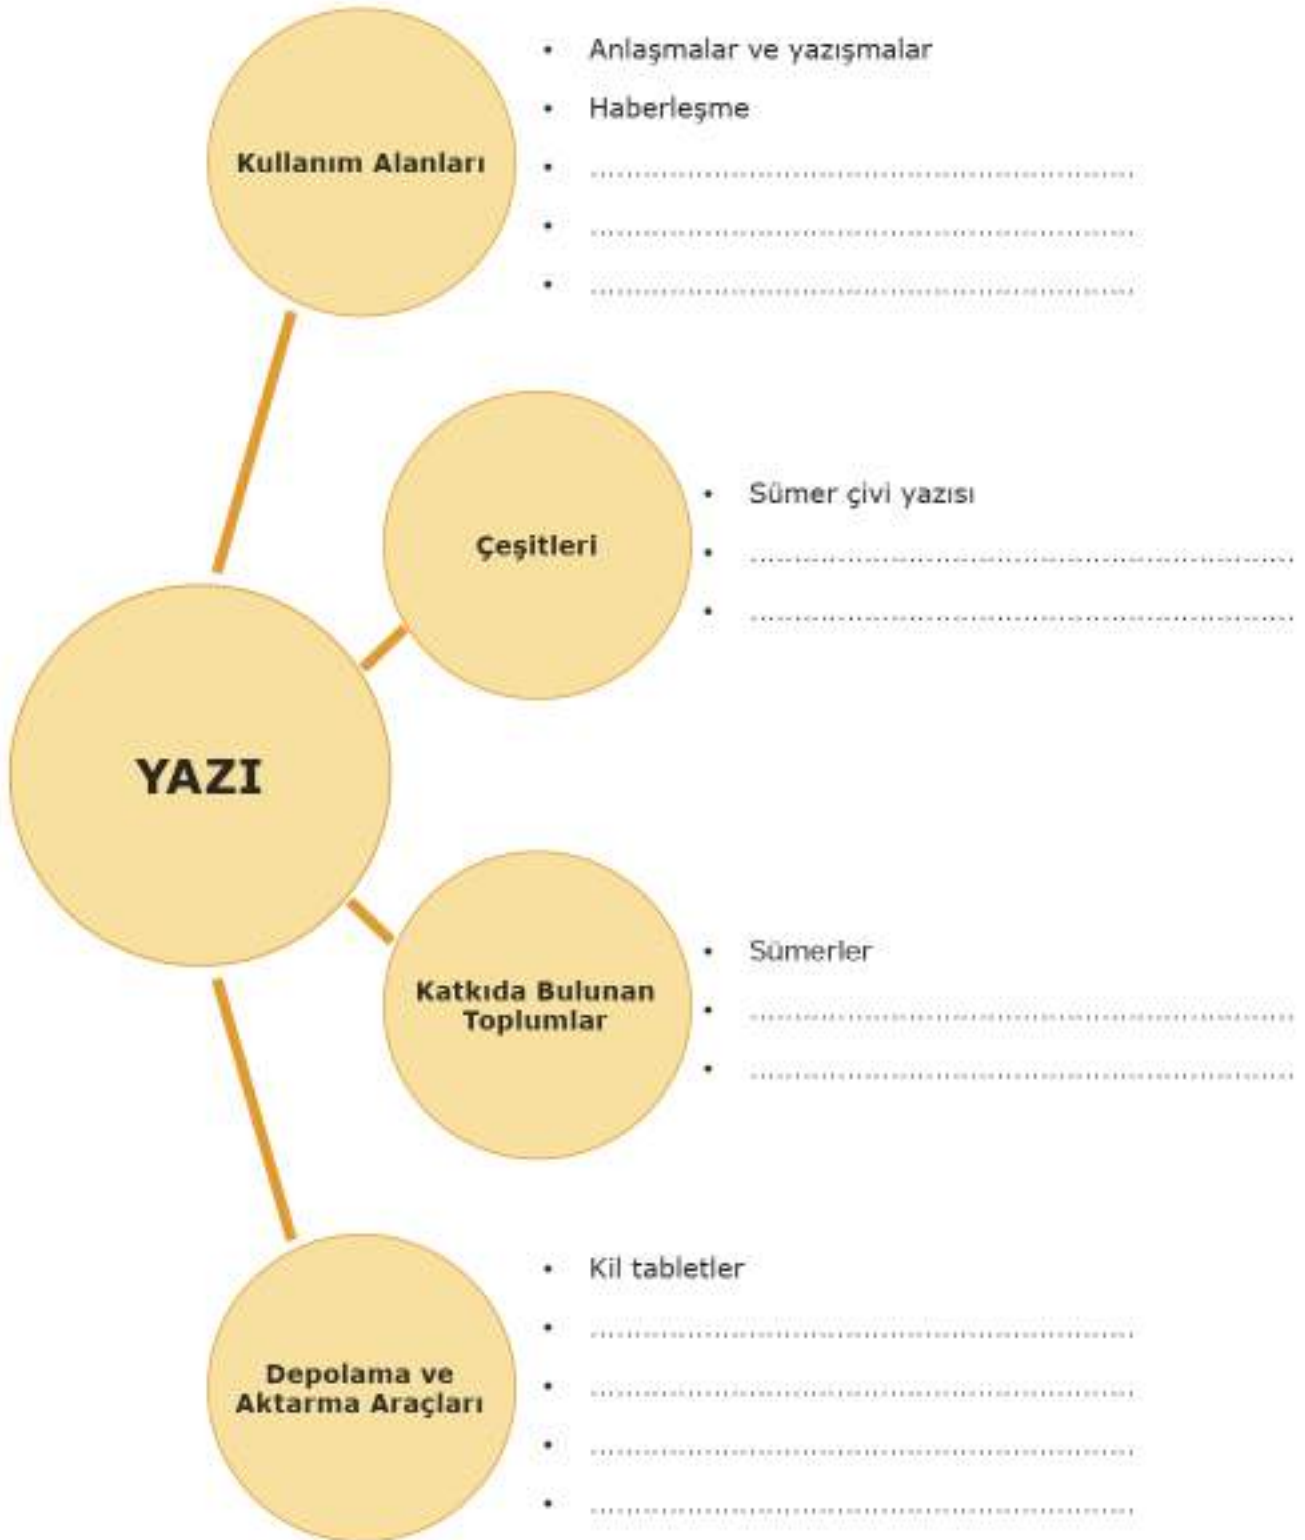 Kullanım Alanları
• Anlaşmalar ve yazışmalar
• Haberleşme
• ..........................................................
• ..........................................................
• ..........................................................
Çeşitleri
• Sümer çivi yazısı
• ..........................................................
• ..........................................................
YAZI
Katkıda Bulunan
Toplumlar
• Sümerler
• ..........................................................
• ..........................................................
Depolama ve
Aktarma Araçları
• Kil tabletler
• ..........................................................
• ..........................................................
• ..........................................................
• ..........................................................